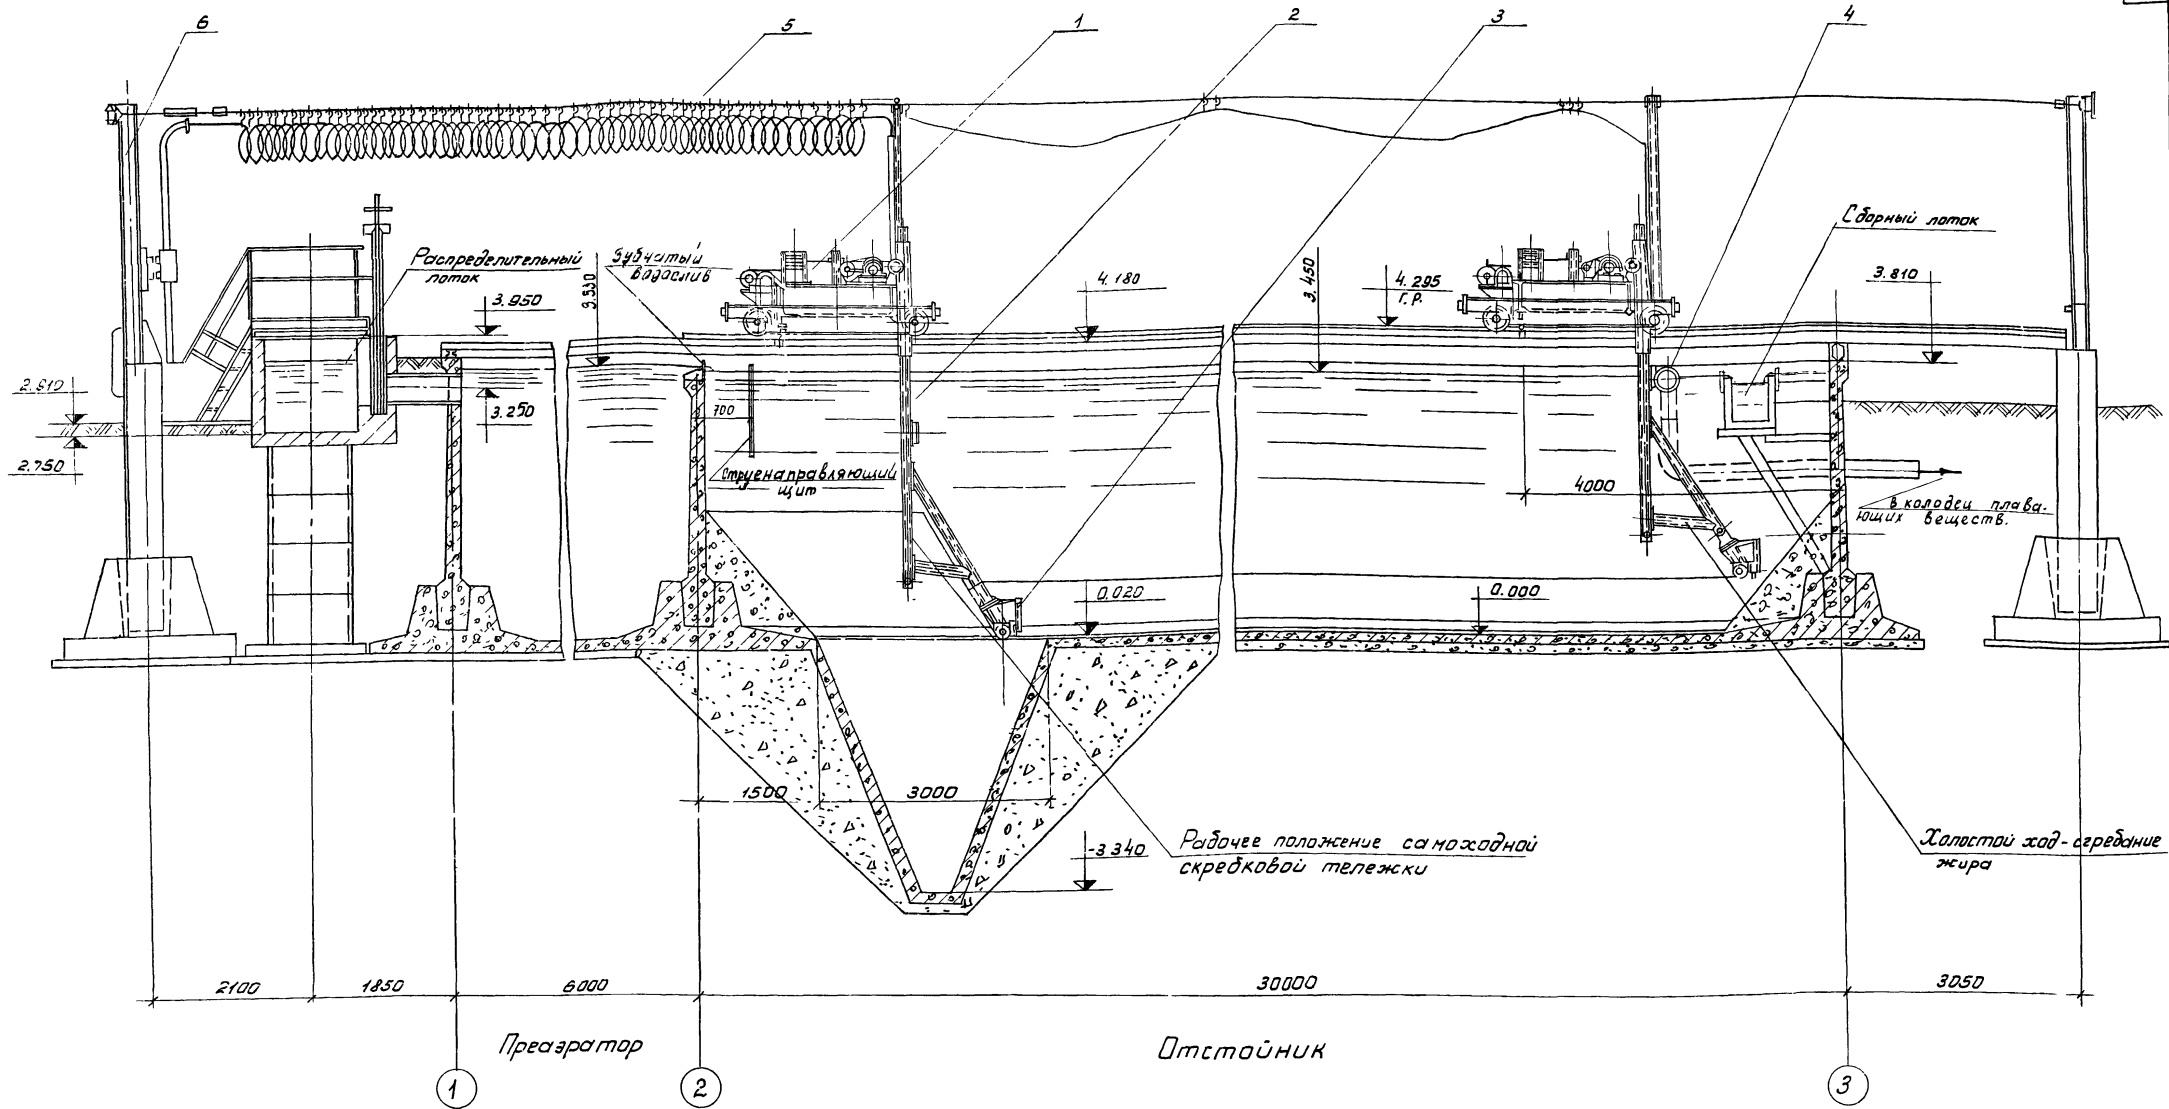 6
5
1
2
3
4
Сборный лоток
Распределительный
лоток
Зубчатый
водослив
3.950
3.530
4.180
3.450
4.295
Г.Р.
3.810
2.810
3.250
700
2.750
Струенаправляющий
щит
4000
в колодец плава-
ющих веществ.
0.020
0.000
1500
3000
-3.340
Рабочее положение самоходной
скребковой тележки
Холостой ход-сгребание
жира
2100
1850
6000
30000
3050
Преаэратор
Отстойник
1
2
3